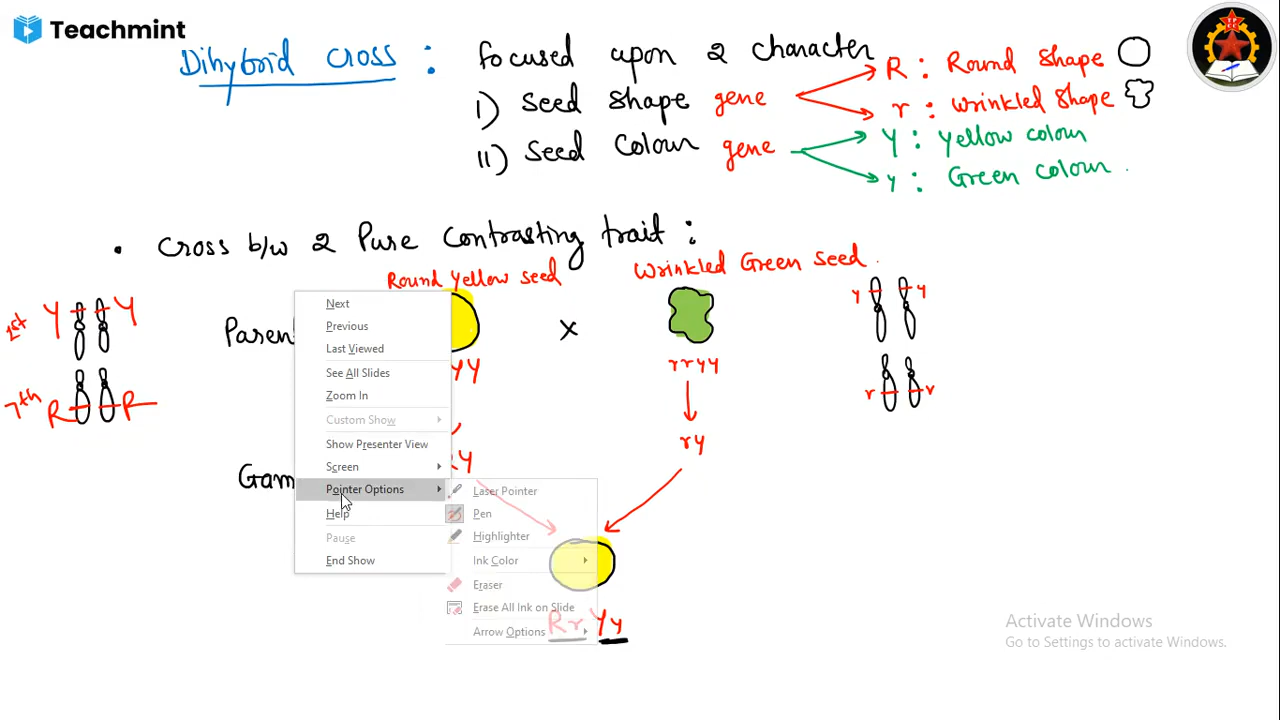 Teachmint
Dihybrid cross : focused upon 2 character
I) Seed Shape gene
R : Round Shape
r : wrinkled Shape
II) Seed Colour gene
Y : yellow colour
y : Green colour.
• Cross b/w 2 Pure Contrasting trait :
Round Yellow seed
Wrinkled Green seed.
1st Y Y
y y
Paren
x
YY
rryy
7th R R
r r
RY
ry
Gam
Rr Yy
Next
Previous
Last Viewed
See All Slides
Zoom In
Custom Show
Show Presenter View
Screen
Pointer Options
Help
Pause
End Show
Laser Pointer
Pen
Highlighter
Ink Color
Eraser
Erase All Ink on Slide
Arrow Options
Activate Windows
Go to Settings to activate Windows.